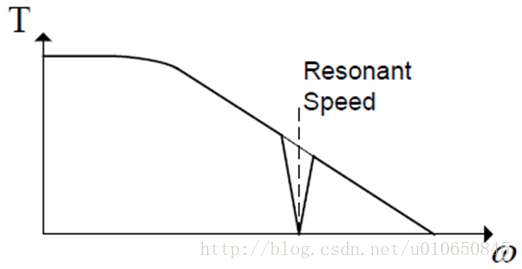 T
Resonant
Speed
http://blog.csdn.net/u010650845
ω